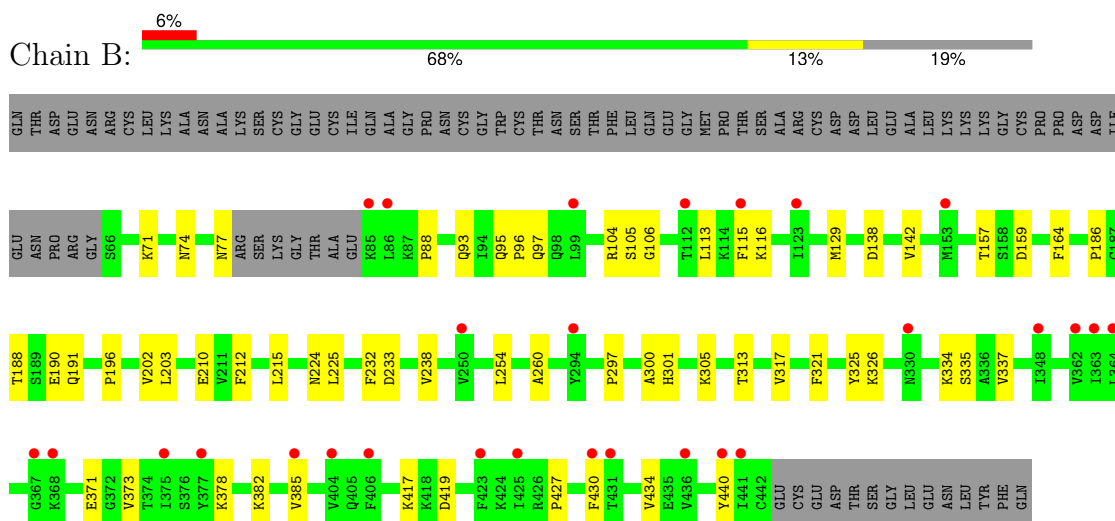 6%
Chain B:
68% 13% 19%
GLN THR ASP GLU ASN ARG CYS LEU LYS ALA ASN ALA LYS SER CYS GLY GLU CYS ILE GLN ALA GLY PRO ASN CYS GLY TRP CYS THR ASN SER THR PHE LEU GLN GLU GLY MET PRO THR SER ALA ARG CYS ASP ASP LEU GLU ALA LEU LYS LYS LYS GLY CYS PRO PRO ASP ASP ILE
GLU ASN PRO ARG GLY S66 K71 N74 N77 ARG SER LYS GLY THR ALA GLU K85 L86 K87 P88 Q93 I94 Q95 P96 Q97 Q98 L99 R104 S105 G106 T112 L113 K114 F115 K116 I123 M129 D138 V142 M153 T157 S158 D159 F164 P186 C187
T188 S189 E190 Q191 P196 V202 L203 E210 V211 F212 L215 N224 L225 F232 D233 V238 V250 L254 A260 Y294 P297 A300 H301 K305 T313 V317 F321 Y325 K326 N330 K334 S335 A336 V337 I348 V362 I363 L364
G367 K368 E371 G372 V373 T374 I375 S376 Y377 K378 K382 V385 V404 Q405 F406 K417 K418 D419 F423 K424 I425 R426 P427 F430 T431 V434 E435 V436 Y440 I441 C442 GLU CYS GLU ASP THR SER GLY LEU GLU ASN LEU TYR PHE GLN